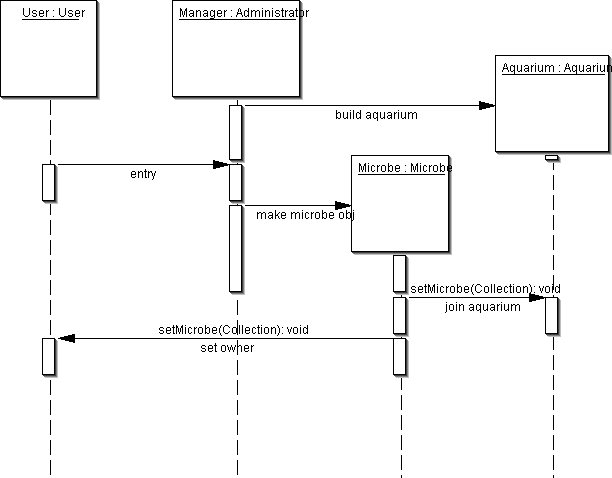 User : User
Manager : Administrator
Aquarium : Aquarium
build aquarium
entry
Microbe : Microbe
make microbe obj
setMicrobe(Collection): void
join aquarium
setMicrobe(Collection): void
set owner